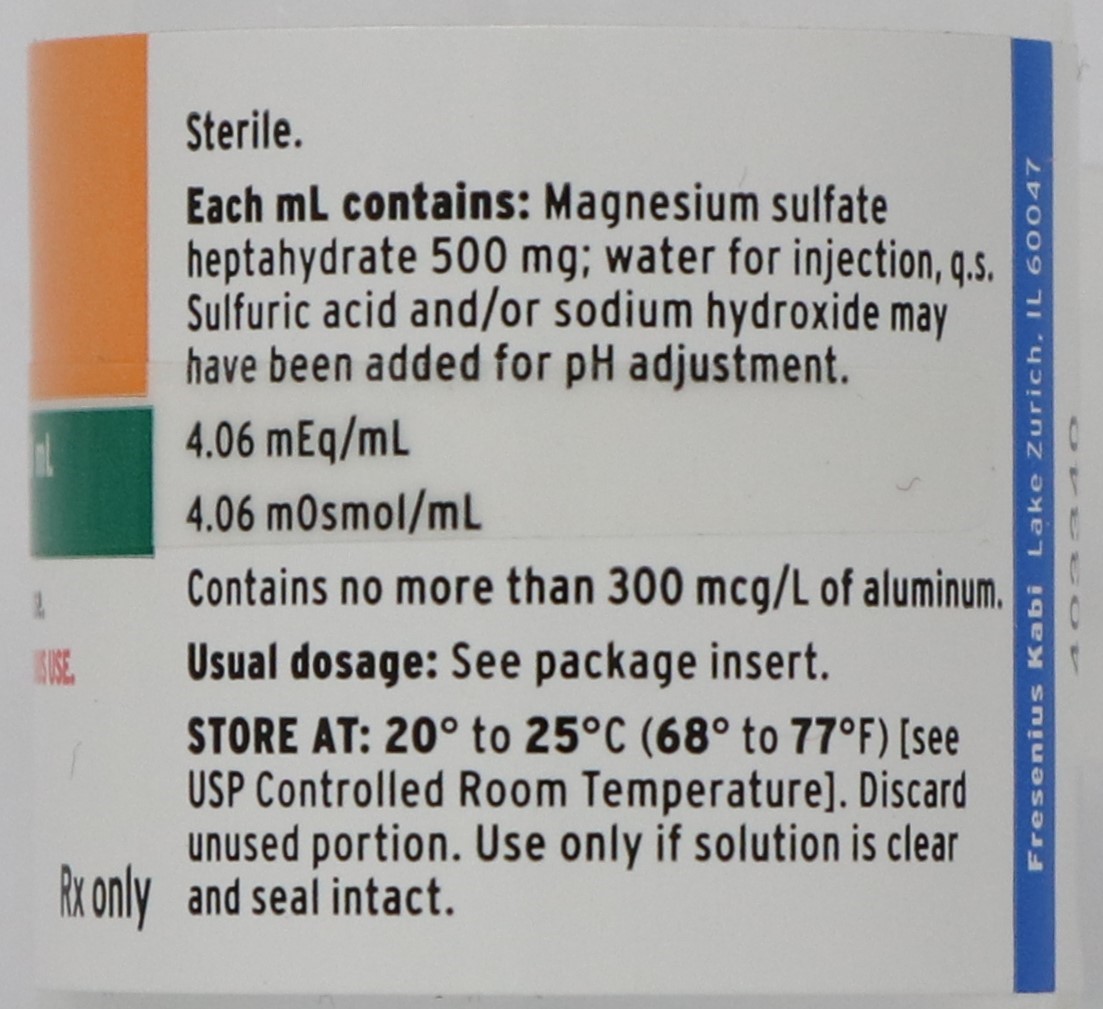 Sterile.
Each mL contains: Magnesium sulfate
heptahydrate 500 mg; water for injection, q.s.
Sulfuric acid and/or sodium hydroxide may
have been added for pH adjustment.
4.06 mEq/mL
4.06 mOsmol/mL
Contains no more than 300 mcg/L of aluminum.
Usual dosage: See package insert.
STORE AT: 20° to 25°C (68° to 77°F) [see
USP Controlled Room Temperature]. Discard
unused portion. Use only if solution is clear
and seal intact.
mL
USE.
Rx only
Fresenius Kabi Lake Zurich, IL 60047